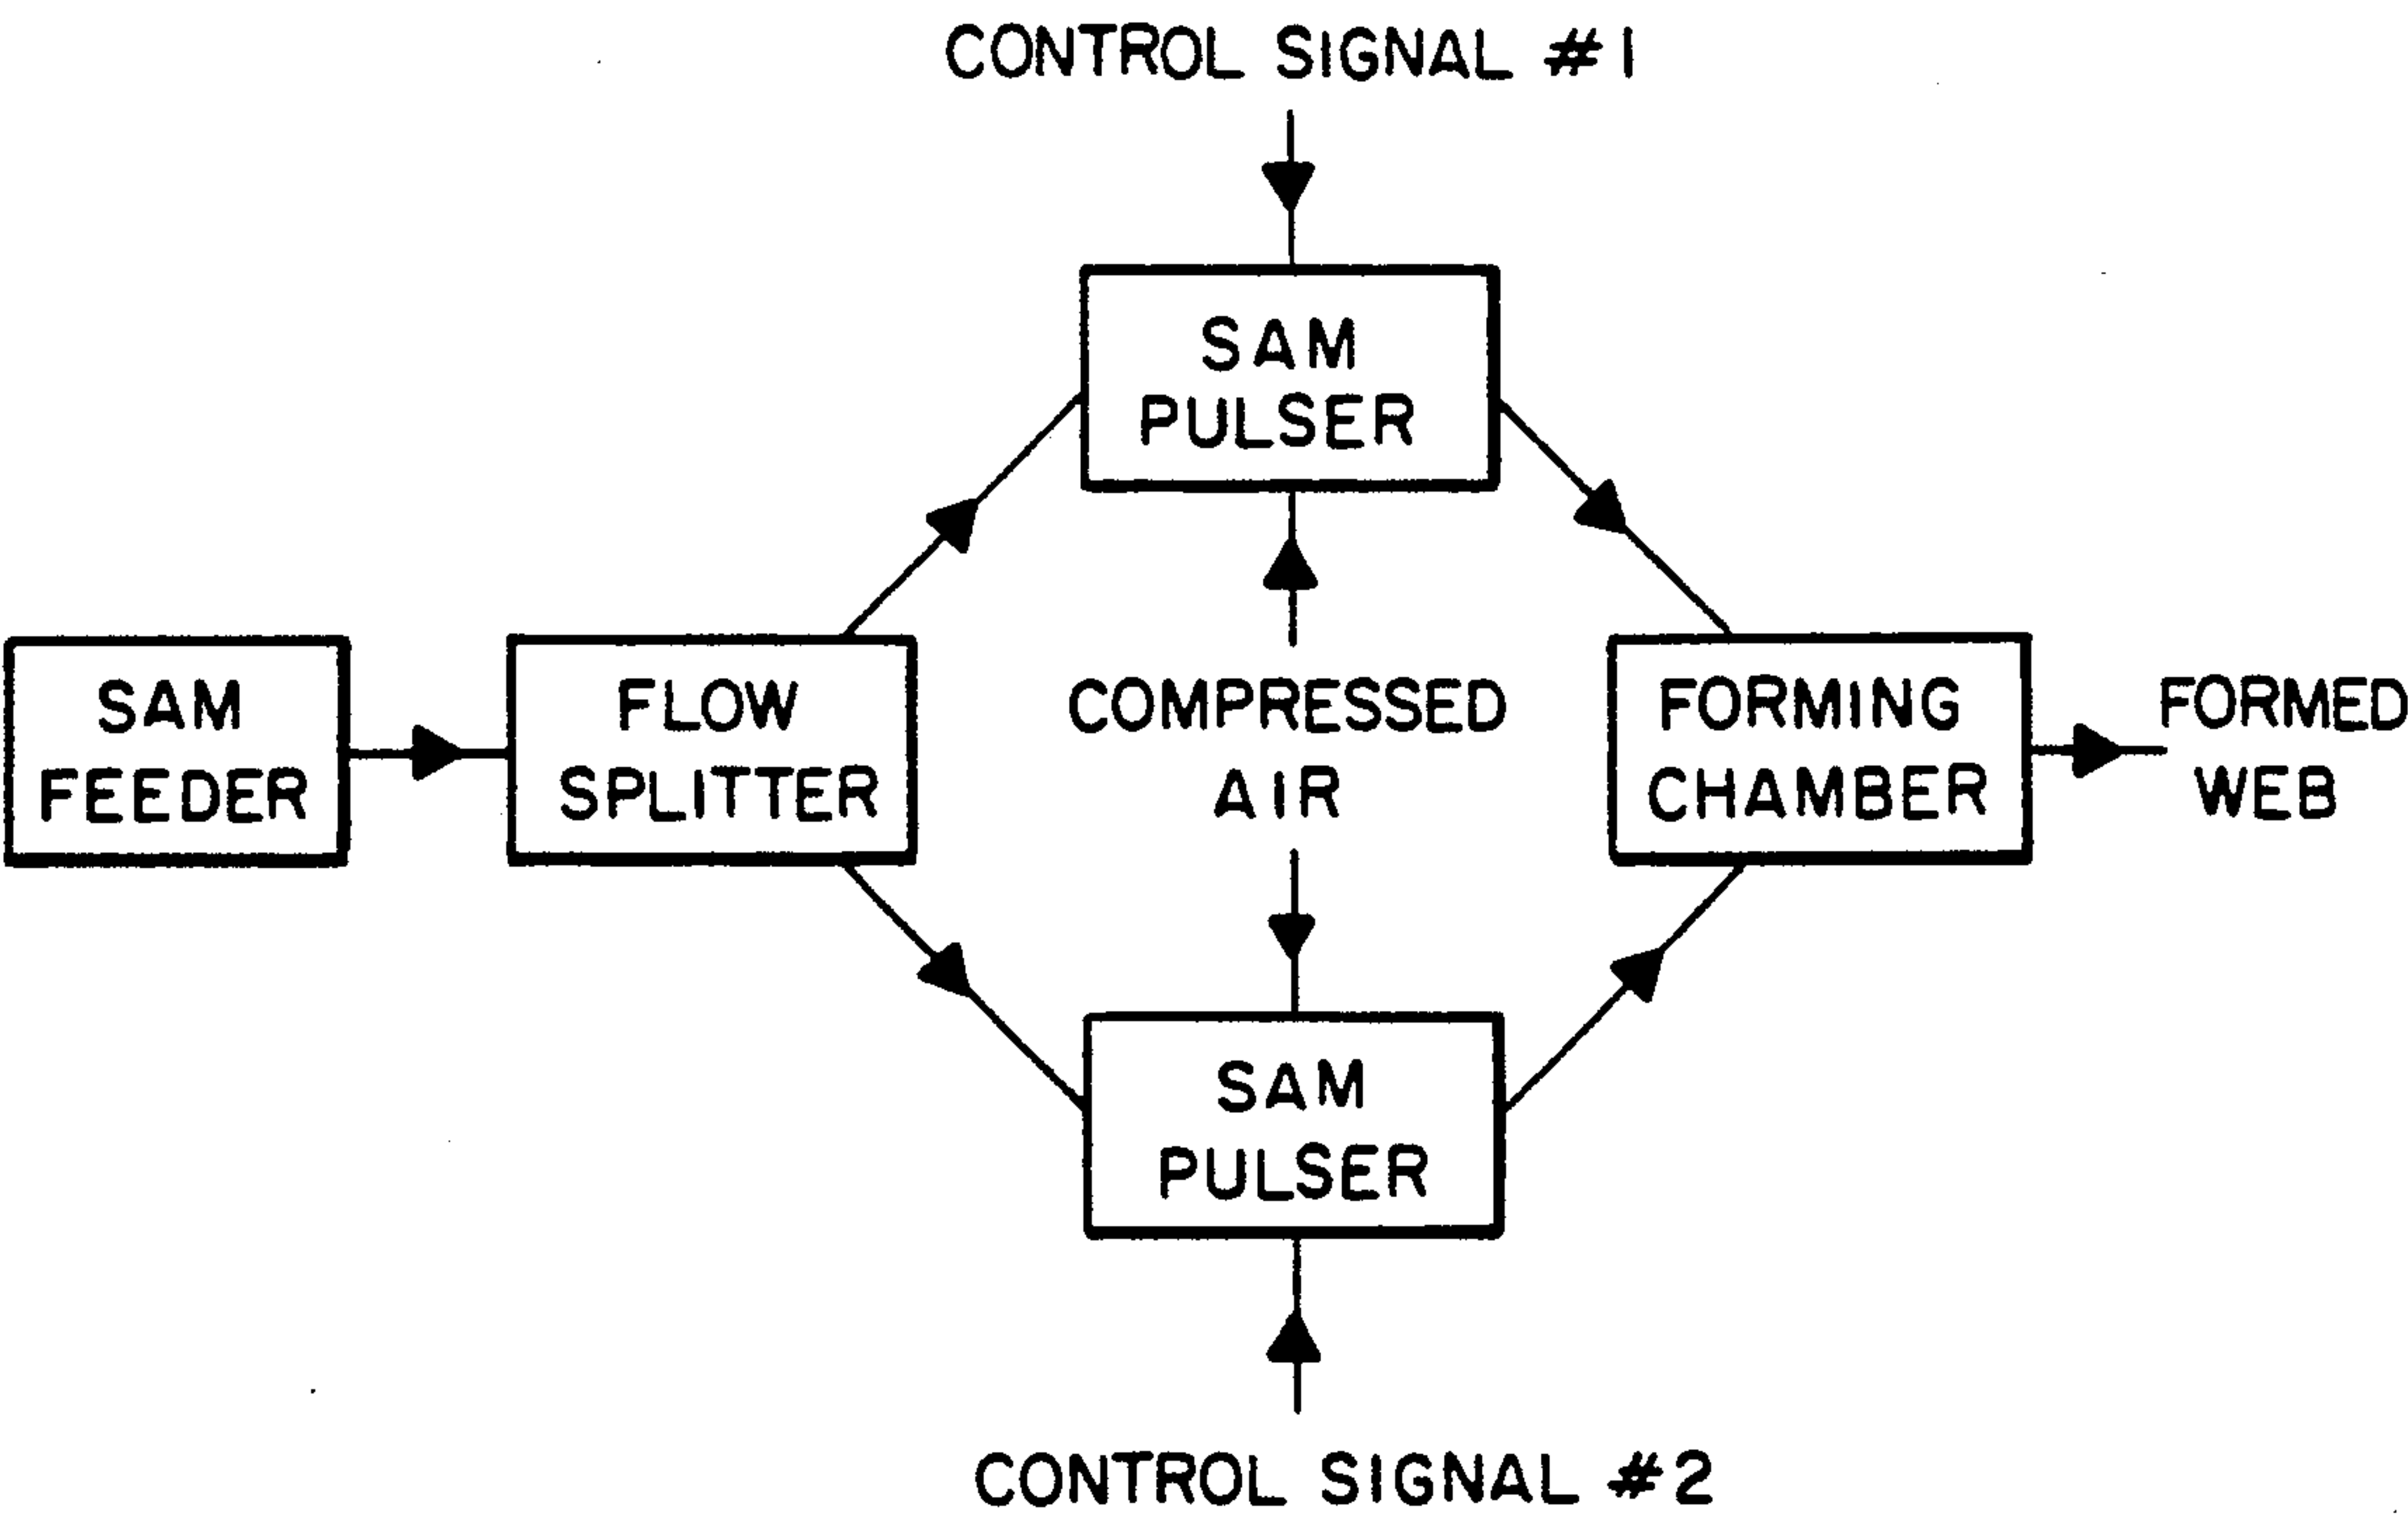 CONTROL SIGNAL #1
SAM
PULSER
SAM
FEEDER
FLOW
SPLITTER
COMPRESSED
AIR
FORMING
CHAMBER
FORMED
WEB
SAM
PULSER
CONTROL SIGNAL #2